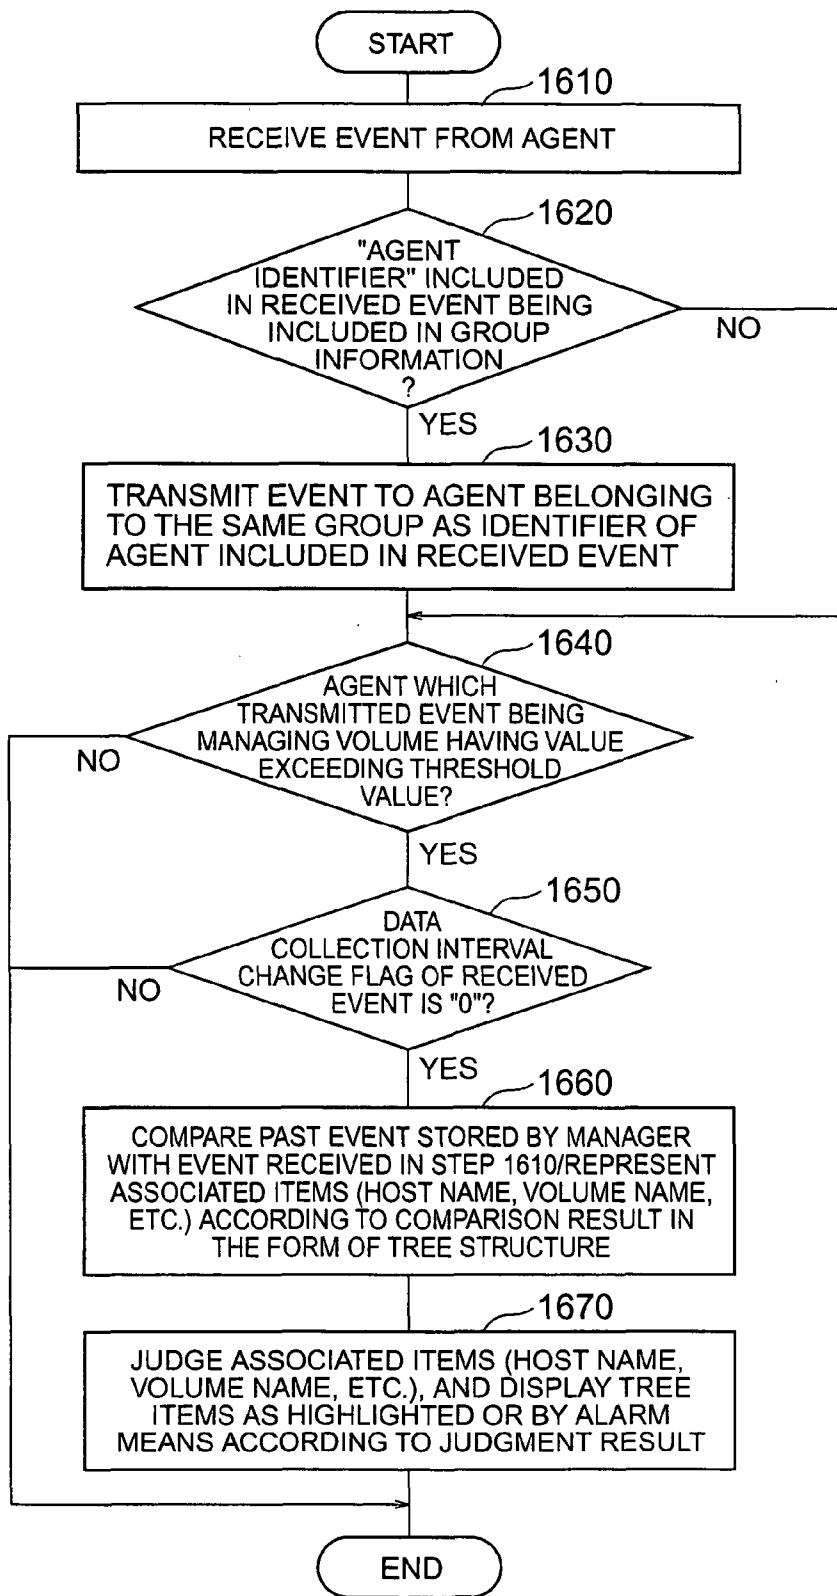 START
1610
RECEIVE EVENT FROM AGENT
1620
"AGENT
IDENTIFIER" INCLUDED
IN RECEIVED EVENT BEING
INCLUDED IN GROUP
INFORMATION
?
NO
YES
1630
TRANSMIT EVENT TO AGENT BELONGING
TO THE SAME GROUP AS IDENTIFIER OF
AGENT INCLUDED IN RECEIVED EVENT
1640
AGENT WHICH
TRANSMITTED EVENT BEING
MANAGING VOLUME HAVING VALUE
EXCEEDING THRESHOLD
VALUE?
NO
YES
1650
DATA
COLLECTION INTERVAL
CHANGE FLAG OF RECEIVED
EVENT IS "0"?
NO
YES
1660
COMPARE PAST EVENT STORED BY MANAGER
WITH EVENT RECEIVED IN STEP 1610/REPRESENT
ASSOCIATED ITEMS (HOST NAME, VOLUME NAME,
ETC.) ACCORDING TO COMPARISON RESULT IN
THE FORM OF TREE STRUCTURE
1670
JUDGE ASSOCIATED ITEMS (HOST NAME,
VOLUME NAME, ETC.), AND DISPLAY TREE
ITEMS AS HIGHLIGHTED OR BY ALARM
MEANS ACCORDING TO JUDGMENT RESULT
END